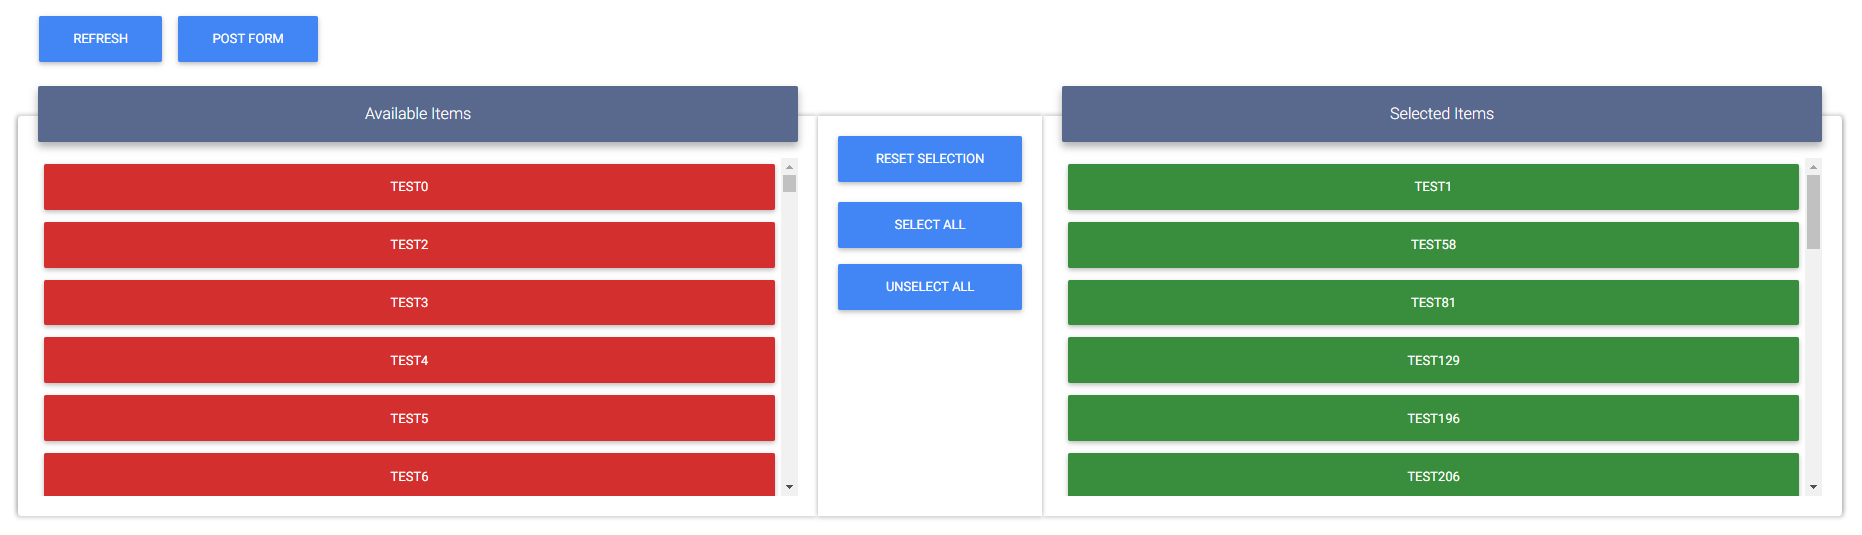 REFRESH
POST FORM
Available Items
TEST0
TEST2
TEST3
TEST4
TEST5
TEST6
RESET SELECTION
SELECT ALL
UNSELECT ALL
Selected Items
TEST1
TEST58
TEST81
TEST129
TEST196
TEST206